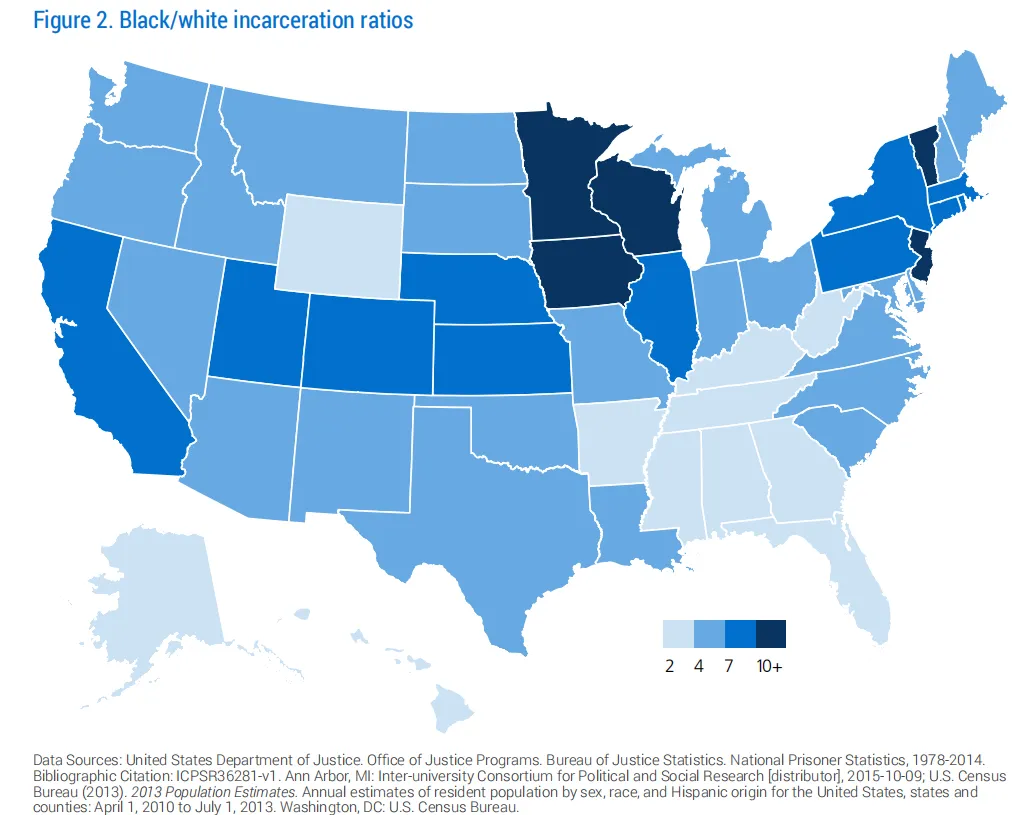 Figure 2. Black/white incarceration ratios
2 4 7 10+
Data Sources: United States Department of Justice. Office of Justice Programs. Bureau of Justice Statistics. National Prisoner Statistics, 1978-2014.
Bibliographic Citation: ICPSR36281-v1. Ann Arbor, MI: Inter-university Consortium for Political and Social Research [distributor], 2015-10-09; U.S. Census
Bureau (2013). 2013 Population Estimates. Annual estimates of resident population by sex, race, and Hispanic origin for the United States, states and
counties: April 1, 2010 to July 1, 2013. Washington, DC: U.S. Census Bureau.